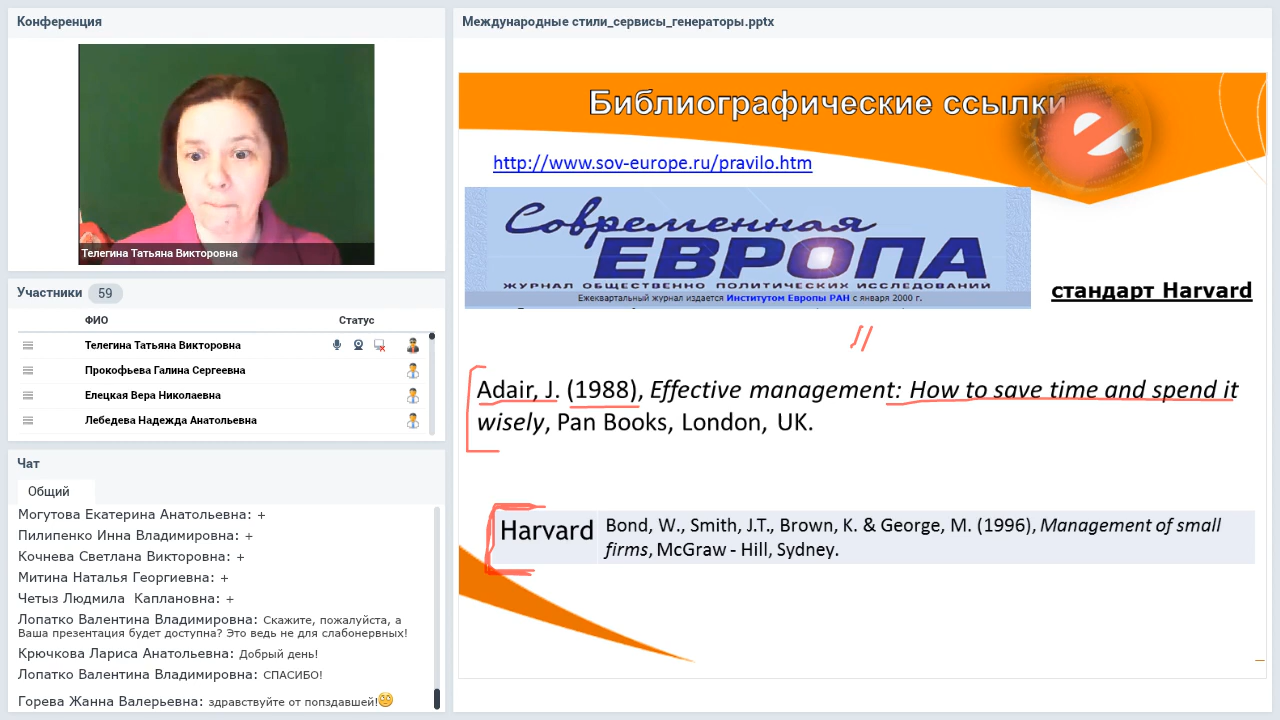 Конференция
Телегина Татьяна Викторовна
Участники 59
ФИО Статус
Телегина Татьяна Викторовна
Прокофьева Галина Сергеевна
Елецкая Вера Николаевна
Лебедева Надежда Анатольевна
Чат
Общий
Могутова Екатерина Анатольевна: +
Пилипенко Инна Владимировна: +
Кочнева Светлана Викторовна: +
Митина Наталья Георгиевна: +
Четыз Людмила Каплановна: +
Лопатко Валентина Владимировна: Скажите, пожалуйста, а
Ваша презентация будет доступна? Это ведь не для слабонервных!
Крючкова Лариса Анатольевна: Добрый день!
Лопатко Валентина Владимировна: СПАСИБО!
Горева Жанна Валерьевна: здравствуйте от попздавшей!
Международные стили_сервисы_генераторы.pptx
Библиографические ссылки
http://www.sov-europe.ru/pravilo.htm
Современная
ЕВРОПА
ЖУРНАЛ ОБЩЕСТВЕННО ПОЛИТИЧЕСКИХ ИССЛЕДОВАНИЙ
Ежеквартальный журнал издается Институтом Европы РАН с января 2000 г.
стандарт Harvard
//
Adair, J. (1988), Effective management: How to save time and spend it
wisely, Pan Books, London, UK.
Harvard
Bond, W., Smith, J.T., Brown, K. & George, M. (1996), Management of small
firms, McGraw - Hill, Sydney.